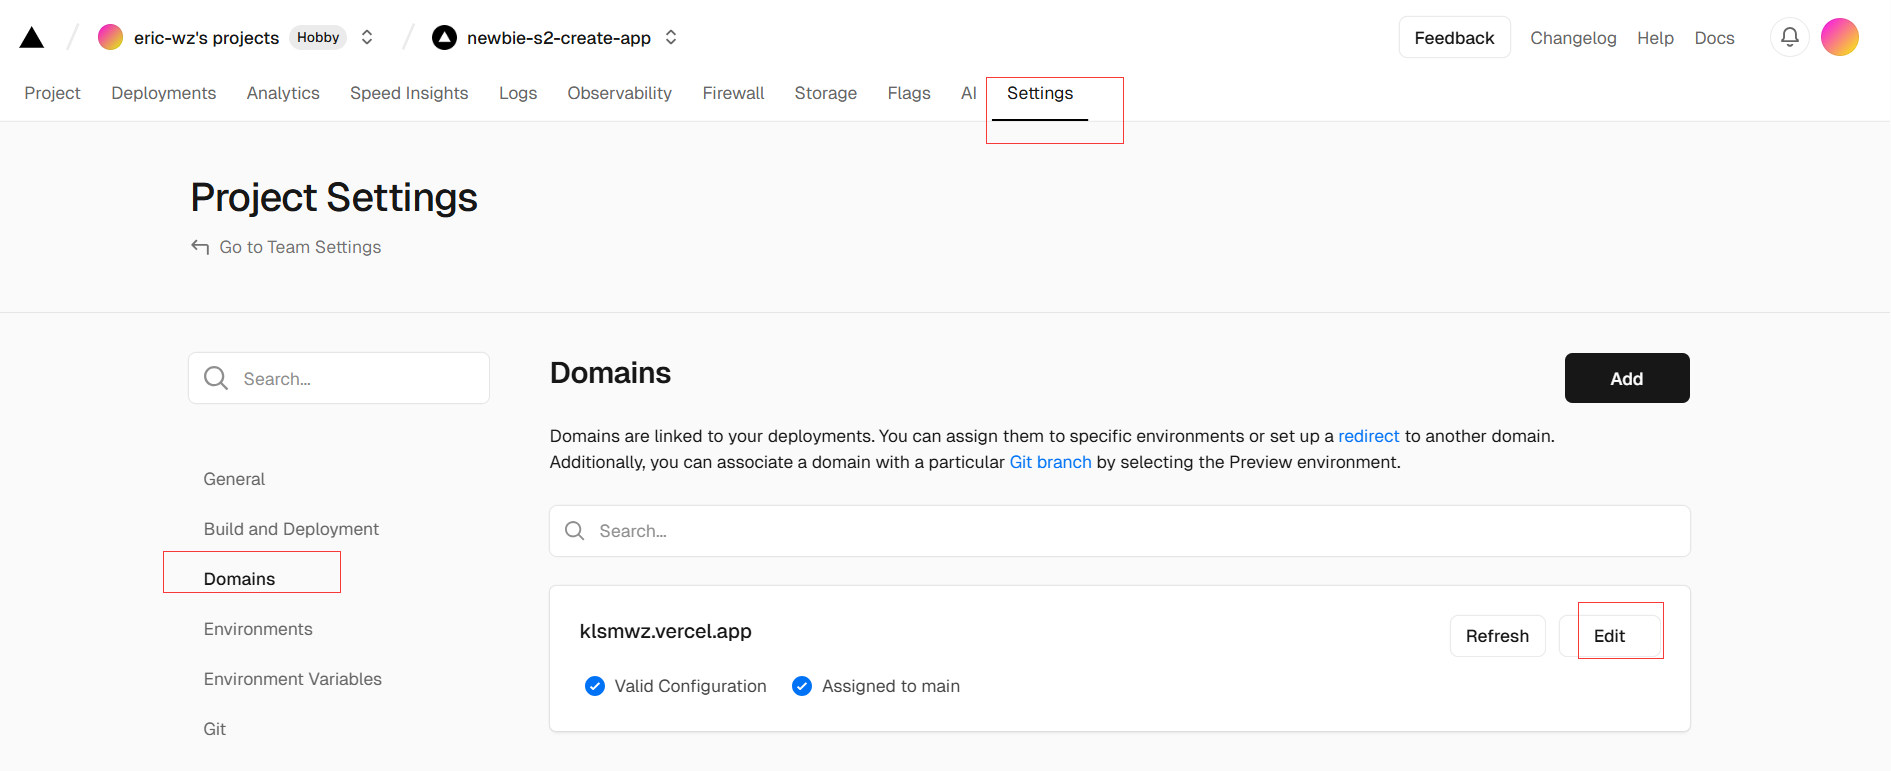 eric-wz's projects Hobby newbie-s2-create-app Feedback Changelog Help Docs
Project Deployments Analytics Speed Insights Logs Observability Firewall Storage Flags AI Settings
Project Settings
Go to Team Settings
Search...
General
Build and Deployment
Domains
Environments
Environment Variables
Git
Domains
Add
Domains are linked to your deployments. You can assign them to specific environments or set up a redirect to another domain.
Additionally, you can associate a domain with a particular Git branch by selecting the Preview environment.
Search...
klsmwz.vercel.app
Refresh Edit
Valid Configuration Assigned to main